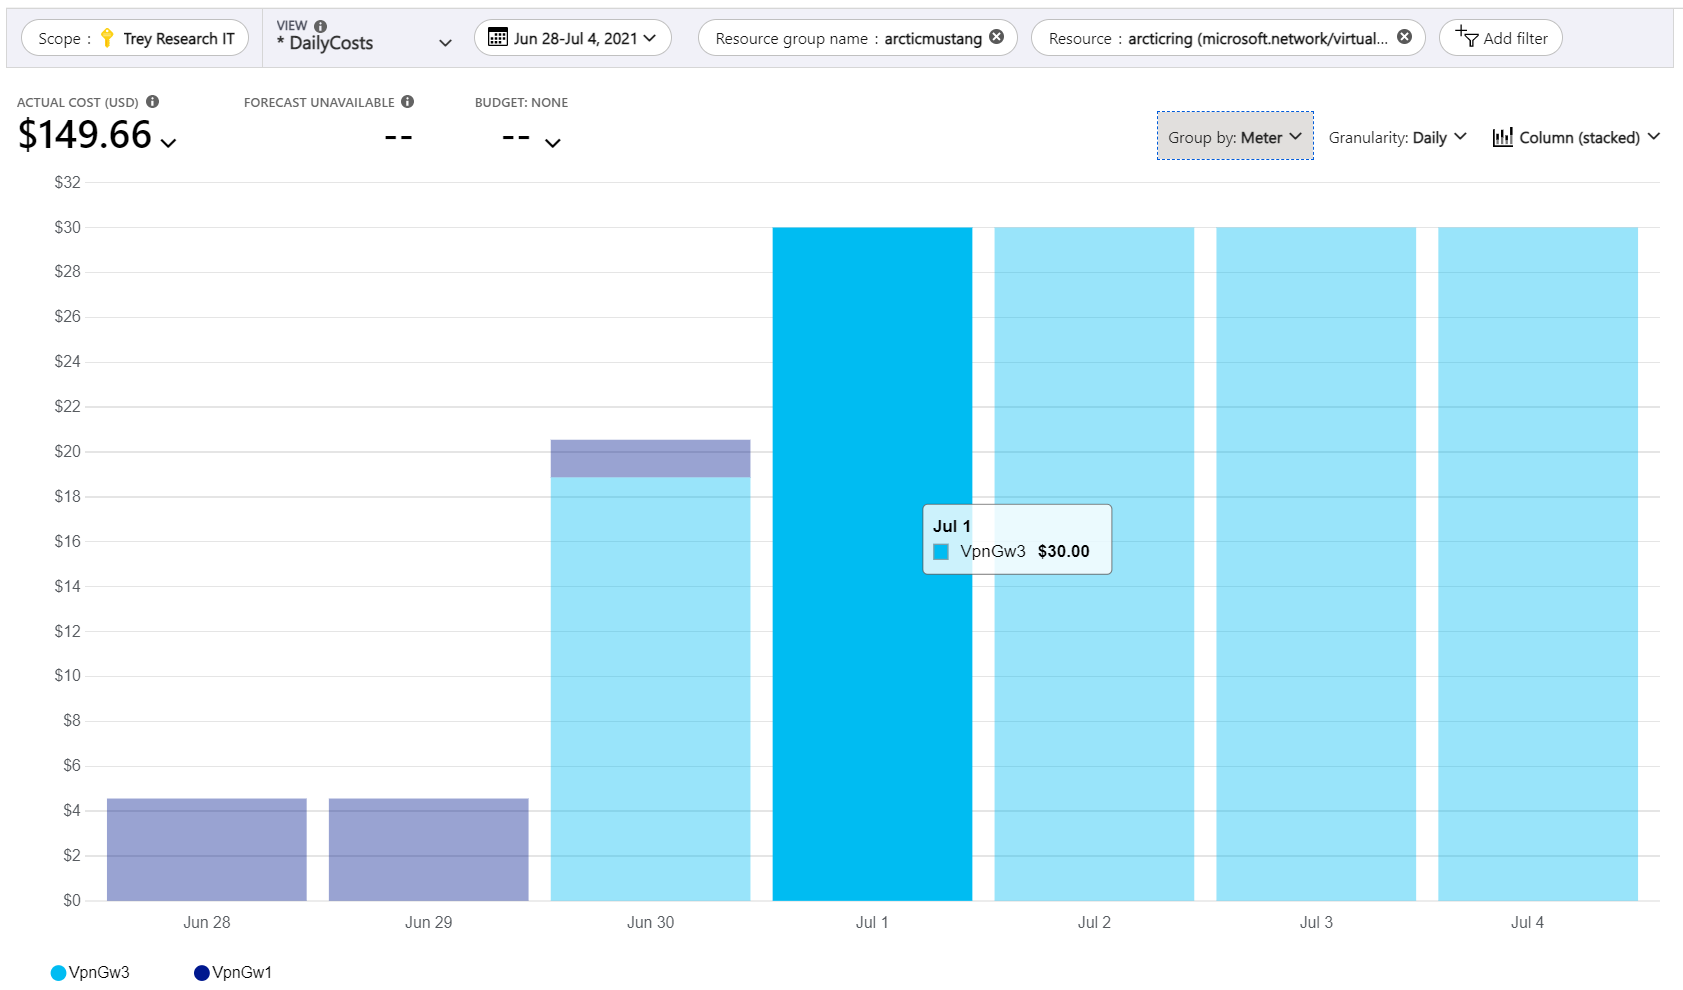 Scope : Trey Research IT
VIEW
* DailyCosts
Jun 28-Jul 4, 2021
Resource group name : arcticmustang
Resource : arcticring (microsoft.network/virtual...
Add filter
ACTUAL COST (USD)
$149.66
FORECAST UNAVAILABLE
--
BUDGET: NONE
--
Group by: Meter
Granularity: Daily
Column (stacked)
$32
$30
$28
$26
$24
$22
$20
$18
$16
$14
$12
$10
$8
$6
$4
$2
$0
Jul 1
VpnGw3 $30.00
Jun 28
Jun 29
Jun 30
Jul 1
Jul 2
Jul 3
Jul 4
VpnGw3
VpnGw1